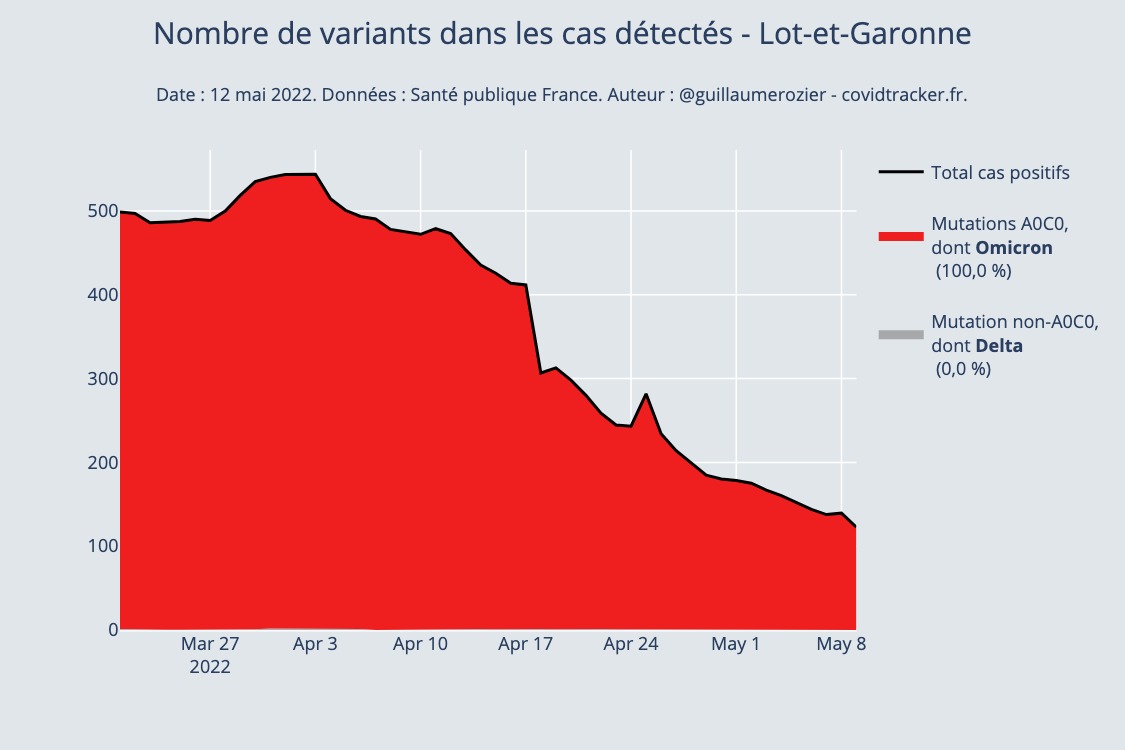 Nombre de variants dans les cas détectés - Lot-et-Garonne
Date : 12 mai 2022. Données : Santé publique France. Auteur : @guillaumerozier - covidtracker.fr.
Total cas positifs
Mutations A0C0,
dont Omicron
(100,0 %)
Mutation non-A0C0,
dont Delta
(0,0 %)
500
400
300
200
100
0
Mar 27
2022
Apr 3
Apr 10
Apr 17
Apr 24
May 1
May 8